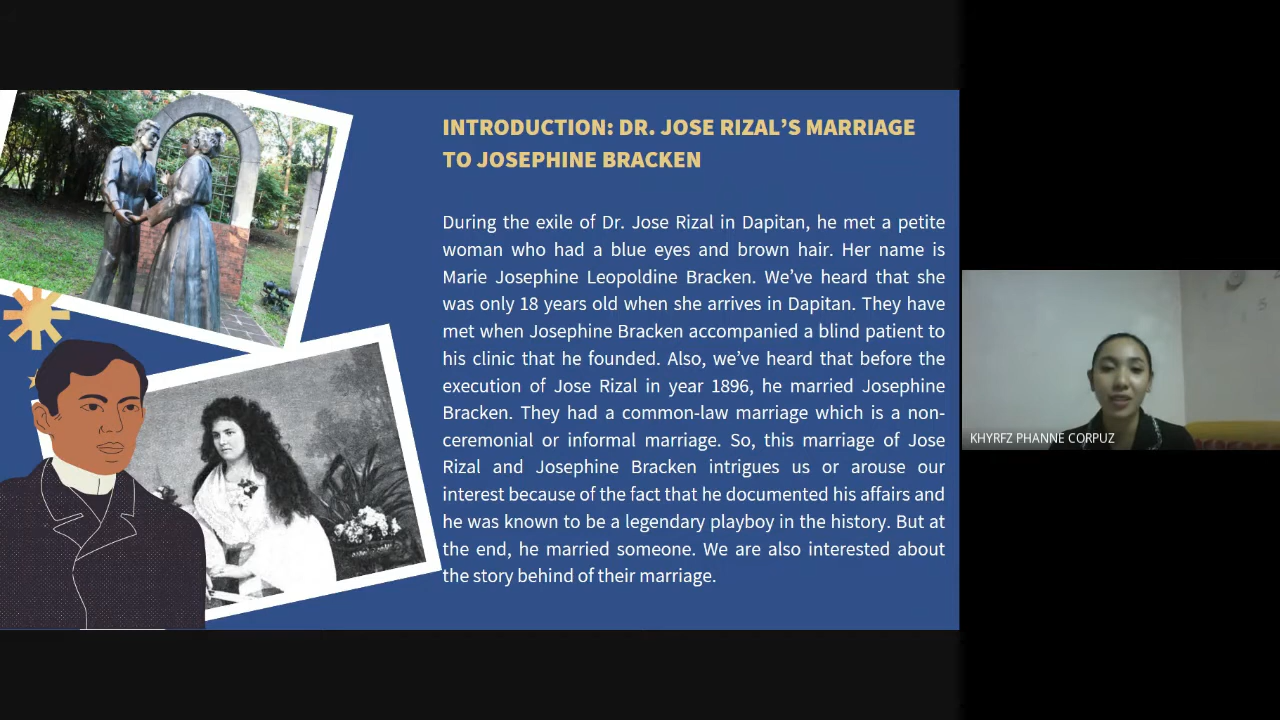 INTRODUCTION: DR. JOSE RIZAL'S MARRIAGE
TO JOSEPHINE BRACKEN
During the exile of Dr. Jose Rizal in Dapitan, he met a petite
woman who had a blue eyes and brown hair. Her name is
Marie Josephine Leopoldine Bracken. We've heard that she
was only 18 years old when she arrives in Dapitan. They have
met when Josephine Bracken accompanied a blind patient to
his clinic that he founded. Also, we've heard that before the
execution of Jose Rizal in year 1896, he married Josephine
Bracken. They had a common-law marriage which is a non-
ceremonial or informal marriage. So, this marriage of Jose
Rizal and Josephine Bracken intrigues us or arouse our
interest because of the fact that he documented his affairs and
he was known to be a legendary playboy in the history. But at
the end, he married someone. We are also interested about
the story behind of their marriage.
KHYRFZ PHANNE CORPUZ